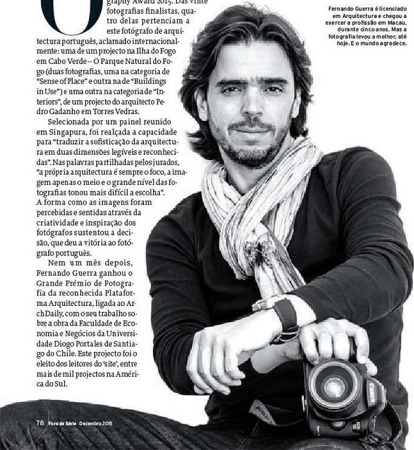 O
graphy Award 2015. Das vinte
fotografias finalistas, qua-
tro delas pertenciam a
este fotógrafo de arqui-
tectura português, aclamado internacional-
mente: uma de um projecto na Ilha do Fogo
em Cabo Verde – O Parque Natural do Fo-
go (duas fotografias, uma na categoria de
“Sense of Place” e outra na de “Buildings
in Use”) e uma outra na categoria de “In-
teriors”, de um projecto do arquitecto Pe-
dro Gadanho em Torres Vedras.
Selecionada por um painel reunido
em Singapura, foi realçada a capacidade
para “traduzir a sofisticação da arquitectu-
ra em duas dimensões legíveis e reconheci-
das”. Nas palavras partilhadas pelos jurados,
“a própria arquitectura é sempre o foco, a ima-
gem apenas o meio e o grande nível das fo-
tografias tonou mais difícil a escolha”.
A forma como as imagens foram
percebidas e sentidas através da
criatividade e inspiração dos
fotógrafos sustentou a deci-
são, que deu a vitória ao fotó-
grafo português.
Nem um mês depois,
Fernando Guerra ganhou o
Grande Prémio de Fotogra-
fia da reconhecida Platafor-
ma Arquitectura, ligada ao Ar-
chDaily, com o seu trabalho so-
bre a obra da Faculdade de Eco-
nomia e Negócios da Universi-
dade Diogo Portales de Santia-
go do Chile. Este projecto foi o
eleito dos leitores do ‘site’, entre
mais de mil projectos na Améri-
ca do Sul.
Fernando Guerra é licenciado
em Arquitectura e chegou a
exercer a profissão em Macau,
durante cinco anos. Mas a
fotografia levou a melhor, até
hoje. E o mundo agradece.
78 Fora de Série Dezembro 2015